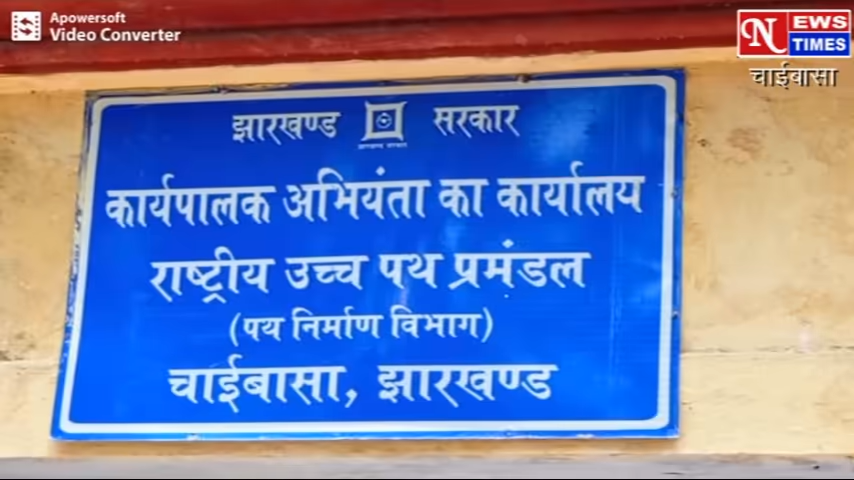 Apowersoft
Video Converter
NEWS
TIMES
चाईबासा
झारखण्ड सरकार
कार्यपालक अभियंता का कार्यालय
राष्ट्रीय उच्च पथ प्रमंडल
(पथ निर्माण विभाग)
चाईबासा, झारखण्ड